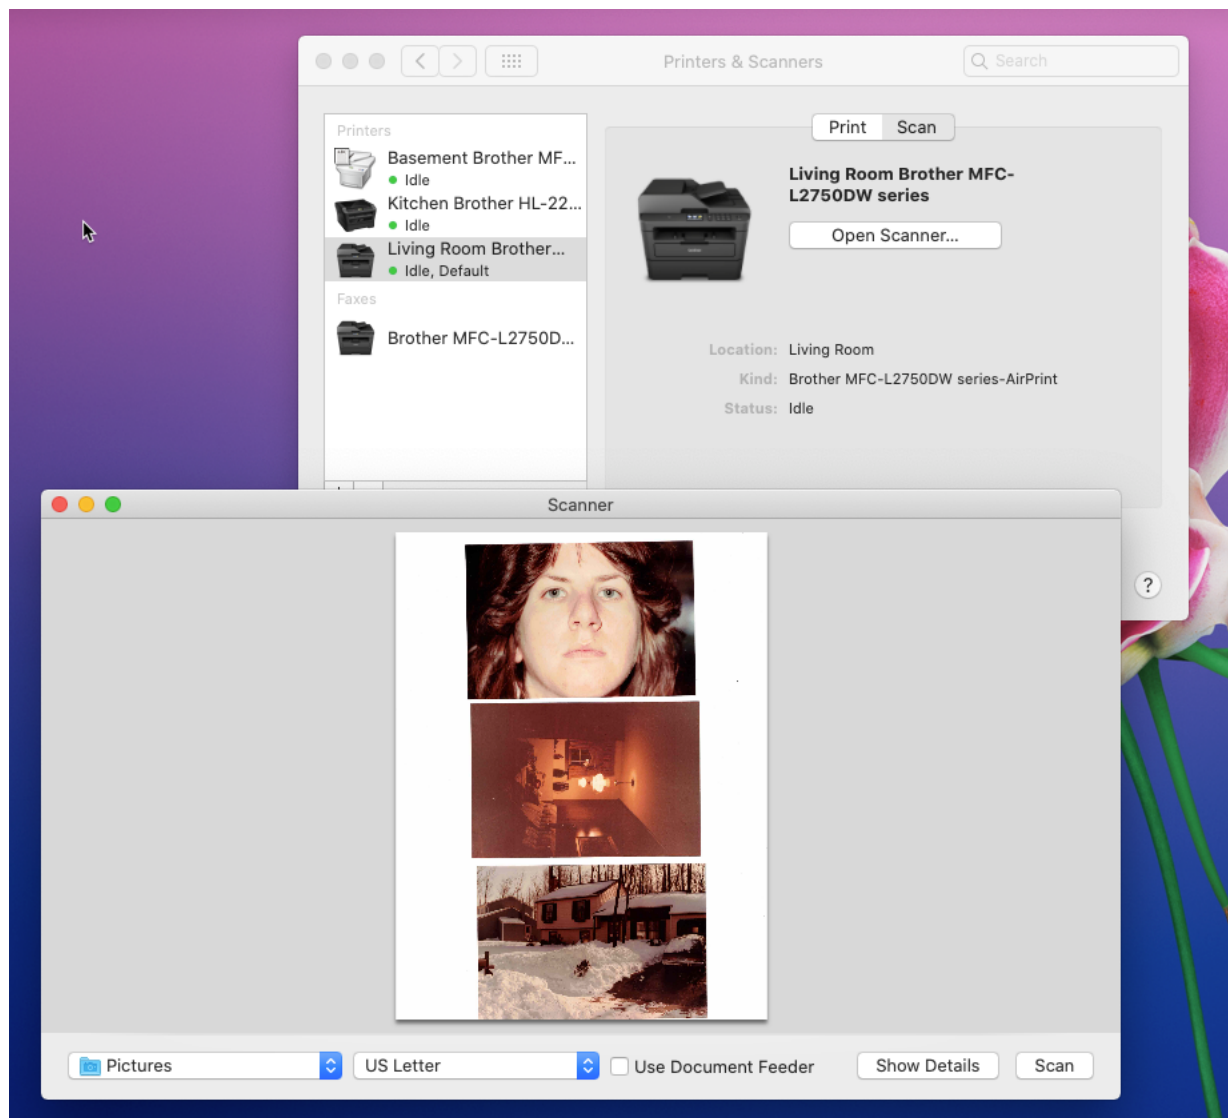 Printers & Scanners
Search
Printers
Basement Brother MF...
Idle
Kitchen Brother HL-22...
Idle
Living Room Brother...
Idle, Default
Faxes
Brother MFC-L2750D...
Print Scan
Living Room Brother MFC-
L2750DW series
Open Scanner...
Location: Living Room
Kind: Brother MFC-L2750DW series-AirPrint
Status: Idle
?
Scanner
Pictures
US Letter
Use Document Feeder
Show Details
Scan